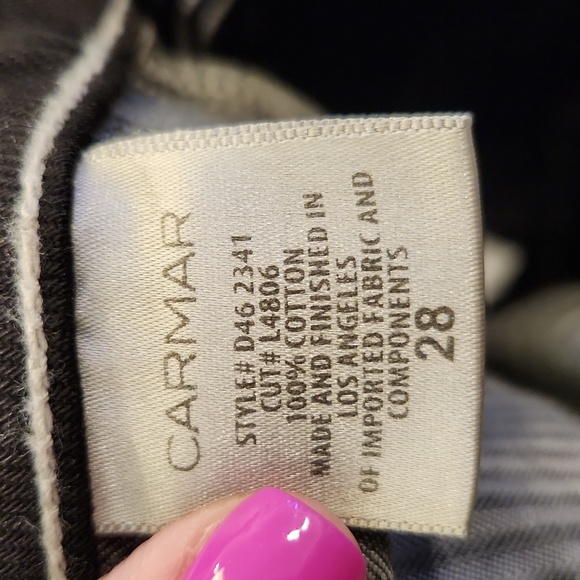 CARMAR
STYLE# D46 2341
CUT# L4806
100% COTTON
MADE AND FINISHED IN
LOS ANGELES
OF IMPORTED FABRIC AND
COMPONENTS
28